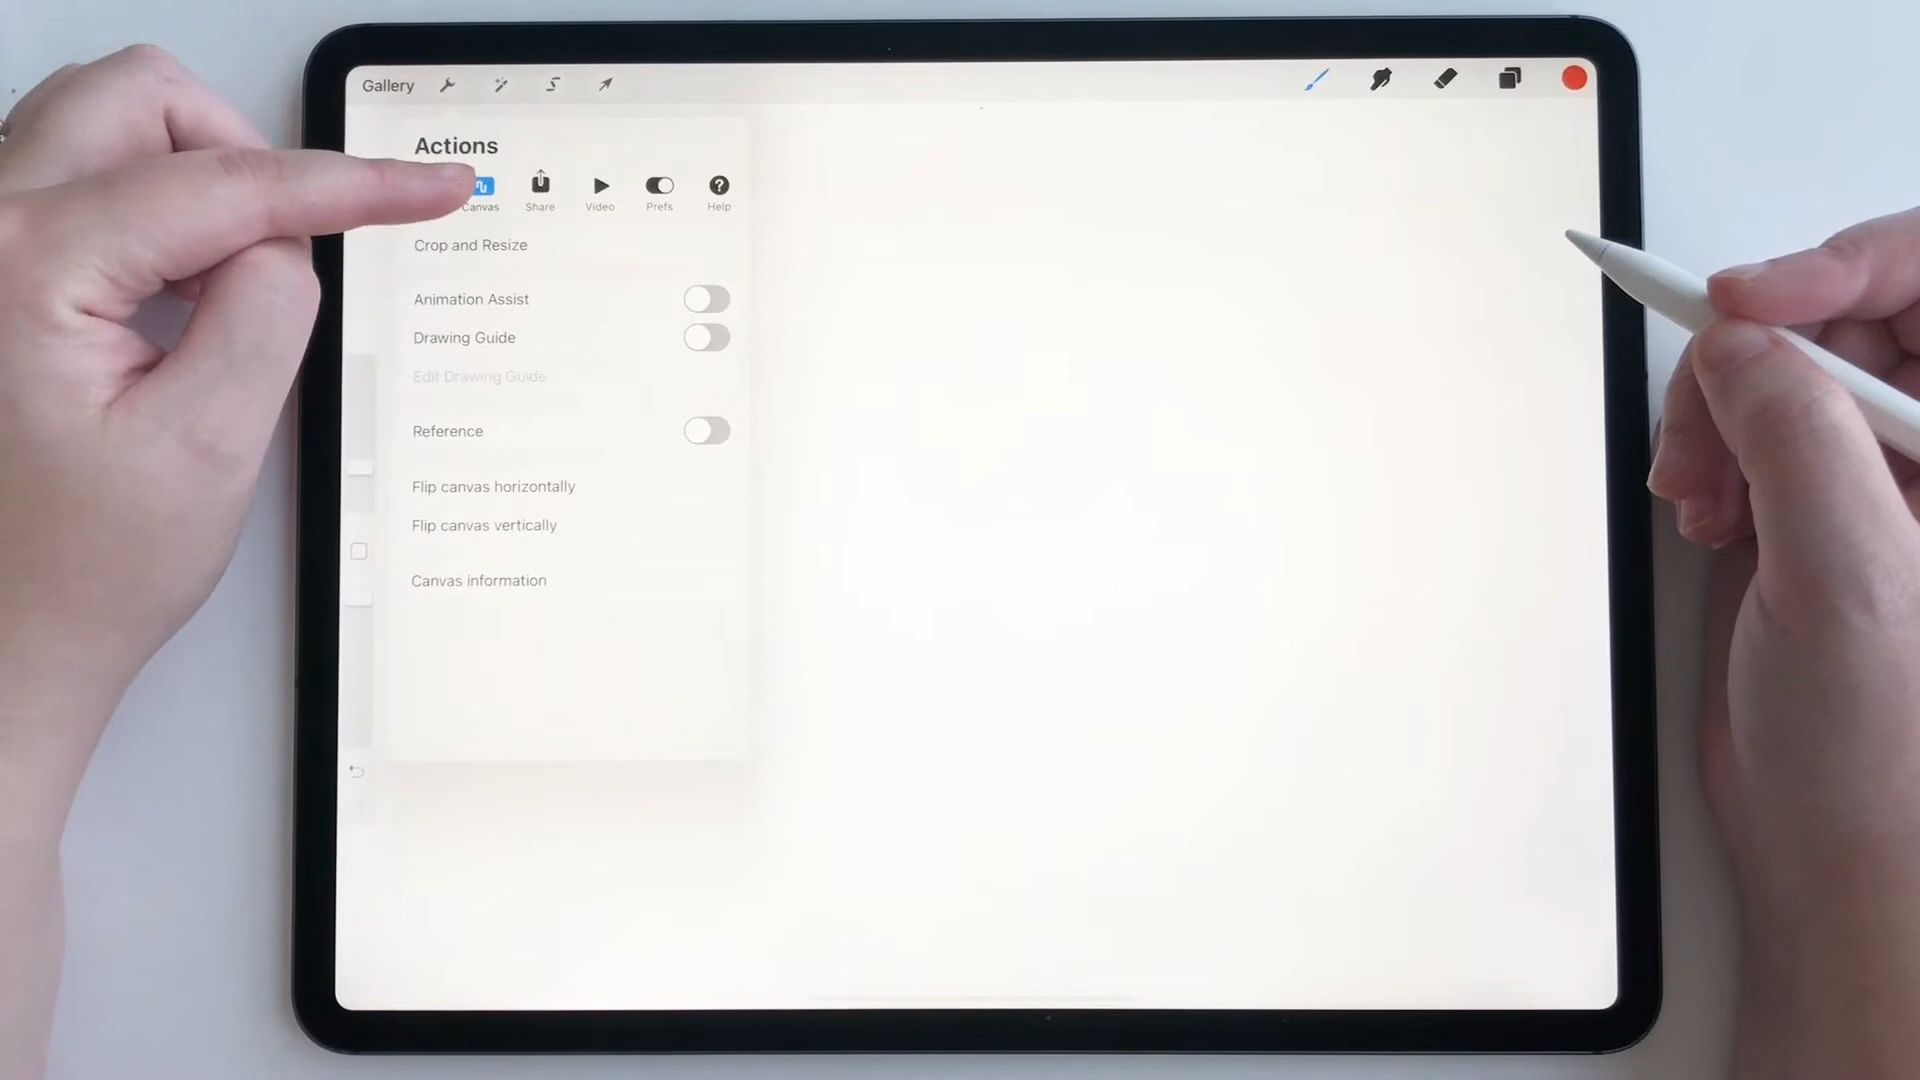 Gallery
Actions
Canvas Share Video Prefs Help
Crop and Resize
Animation Assist
Drawing Guide
Edit Drawing Guide
Reference
Flip canvas horizontally
Flip canvas vertically
Canvas information